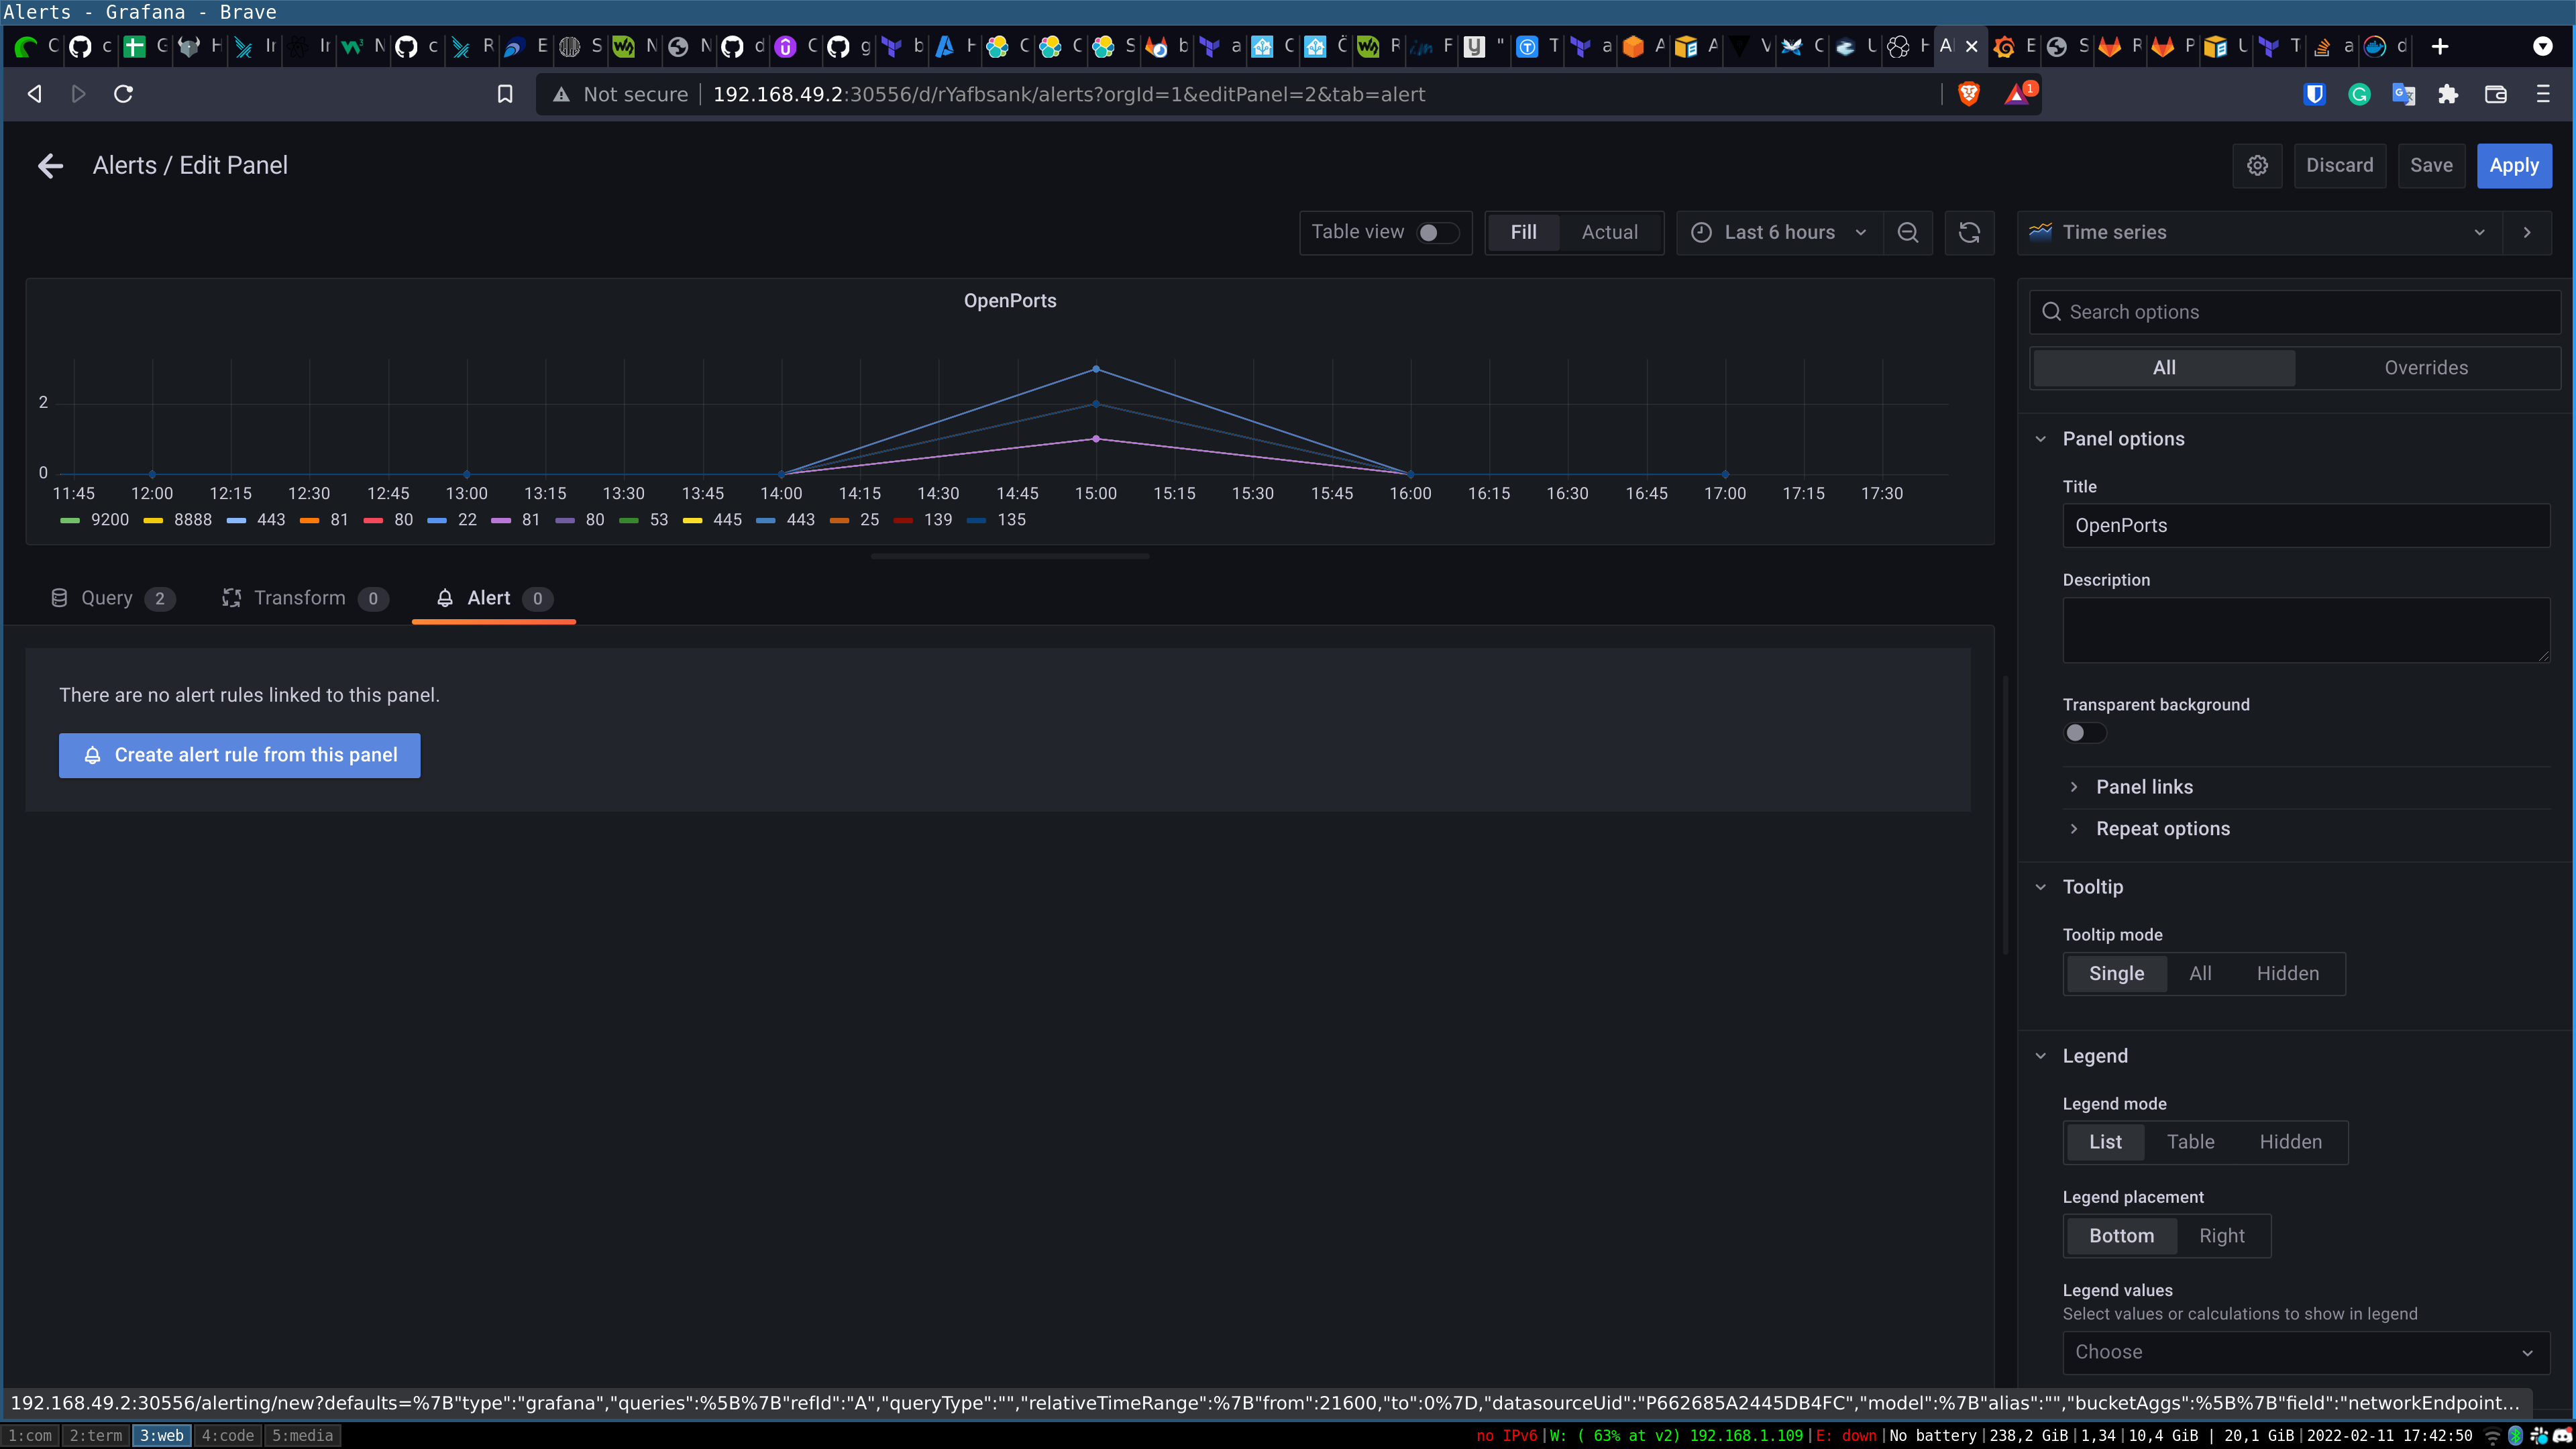 Alerts - Grafana - Brave
C c G H Ir Ir N c R E S N N d C g b A H C C S b a C C R F " T a A A V C U H A E S R P U T a d
Not secure 192.168.49.2:30556/d/rYafbsank/alerts?orgId=1&editPanel=2&tab=alert 1
Alerts / Edit Panel Discard Save Apply
Table view Fill Actual Last 6 hours Time series
OpenPorts
2
0
11:45 12:00 12:15 12:30 12:45 13:00 13:15 13:30 13:45 14:00 14:15 14:30 14:45 15:00 15:15 15:30 15:45 16:00 16:15 16:30 16:45 17:00 17:15 17:30
9200 8888 443 81 80 22 81 80 53 445 443 25 139 135
Query 2 Transform 0 Alert 0
There are no alert rules linked to this panel.
Create alert rule from this panel
Search options
All Overrides
Panel options
Title
OpenPorts
Description
Transparent background
Panel links
Repeat options
Tooltip
Tooltip mode
Single All Hidden
Legend
Legend mode
List Table Hidden
Legend placement
Bottom Right
Legend values
Select values or calculations to show in legend
Choose
192.168.49.2:30556/alerting/new?defaults=%7B"type":"grafana","queries":%5B%7B"refId":"A","queryType":"","relativeTimeRange":%7B"from":21600,"to":0%7D,"datasourceUid":"P662685A2445DB4FC","model":%7B"alias":"","bucketAggs":%5B%7B"field":"networkEndpoint...
1:com 2:term 3:web 4:code 5:media no IPv6|W: ( 63% at v2) 192.168.1.109|E: down|No battery|238,2 GiB|1,34|10,4 GiB | 20,1 GiB|2022-02-11 17:42:50